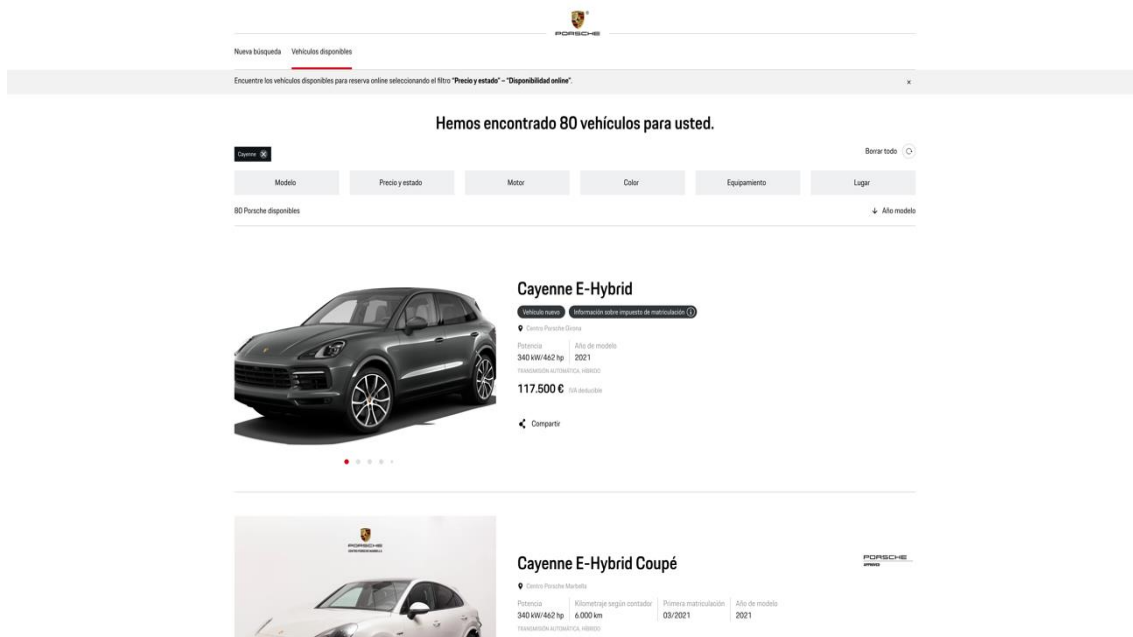 PORSCHE
Nueva búsqueda Vehículos disponibles
Encuentre los vehículos disponibles para reserva online seleccionando el filtro "Precio y estado" – "Disponibilidad online".
Hemos encontrado 80 vehículos para usted.
Cayenne
Borrar todo
Modelo Precio y estado Motor Color Equipamiento Lugar
80 Porsche disponibles
Año modelo
Cayenne E-Hybrid
Vehículo nuevo Información sobre impuesto de matriculación
Centro Porsche Girona
Potencia Año de modelo
340 kW/462 hp 2021
TRANSMISIÓN AUTOMÁTICA, HÍBRIDO
117.500 € IVA deducible
Compartir
PORSCHE
CENTRO PORSCHE MARBELLA
Cayenne E-Hybrid Coupé
PORSCHE
APPROVED
Centro Porsche Marbella
Potencia Kilometraje según contador Primera matriculación Año de modelo
340 kW/462 hp 6.000 km 03/2021 2021
TRANSMISIÓN AUTOMÁTICA, HÍBRIDO